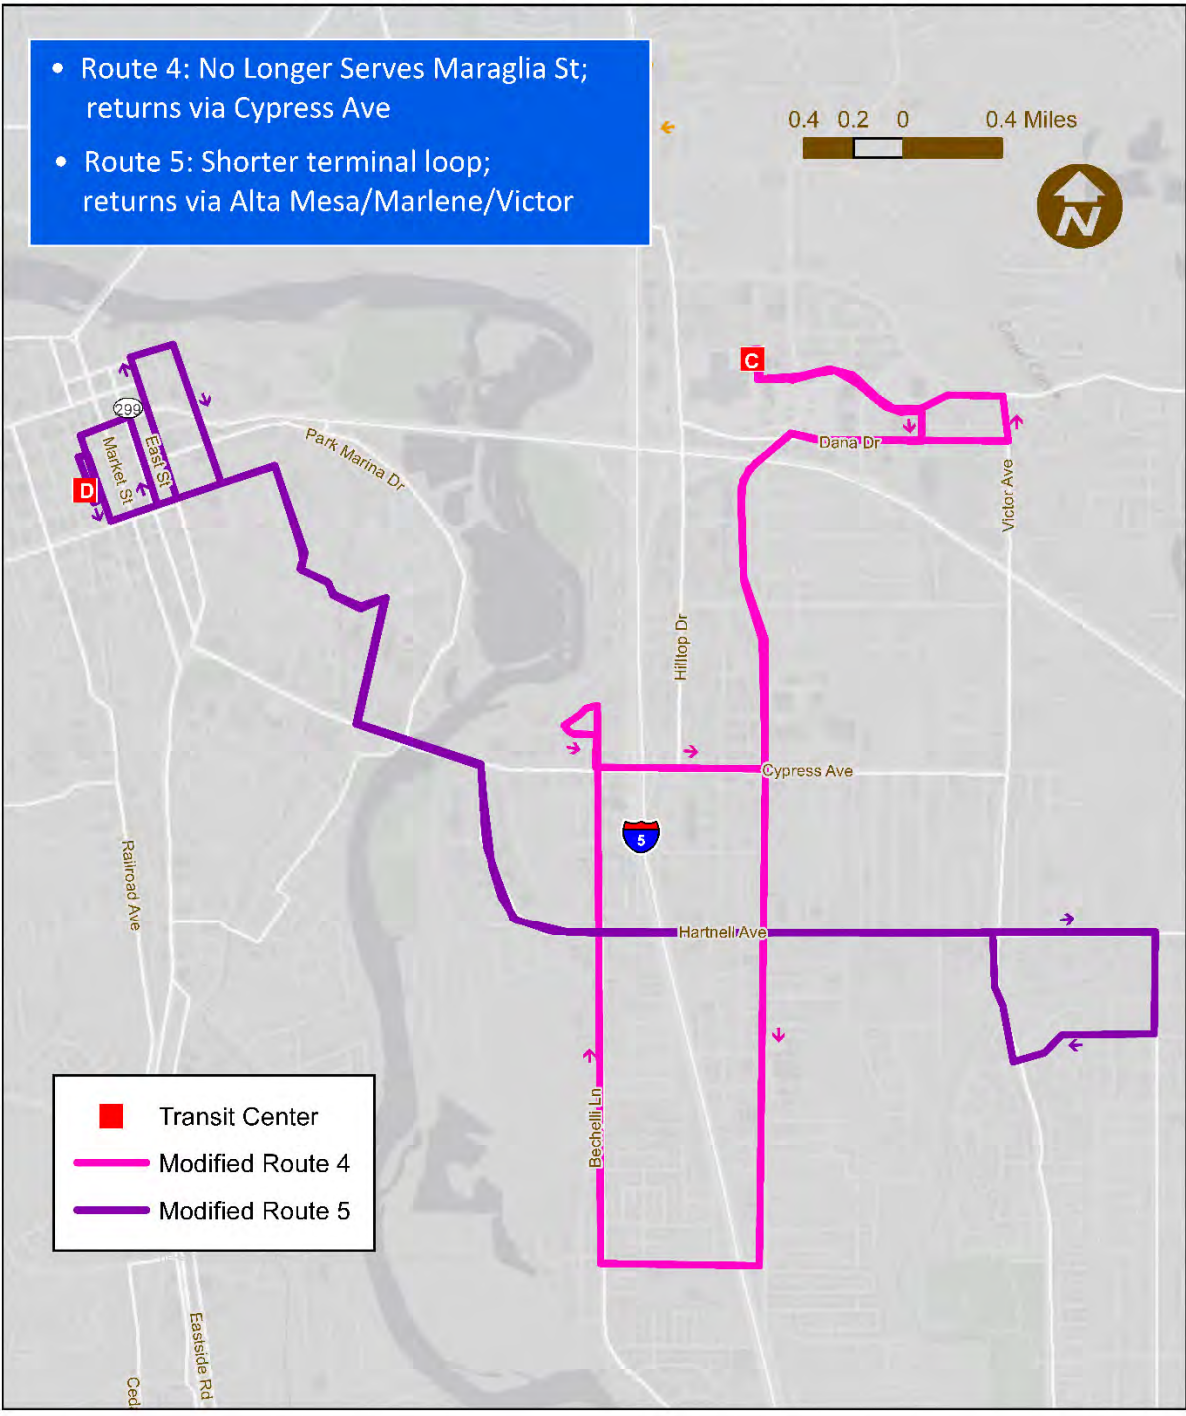 • Route 4: No Longer Serves Maraglia St;
returns via Cypress Ave
• Route 5: Shorter terminal loop;
returns via Alta Mesa/Marlene/Victor
0.4 0.2 0 0.4 Miles
N
C
299
Park Marina Dr
Dana Dr
East St
Market St
D
Victor Ave
Hilltop Dr
Cypress Ave
5
Railroad Ave
Hartnell Ave
Bechelli Ln
Transit Center
Modified Route 4
Modified Route 5
Eastside Rd